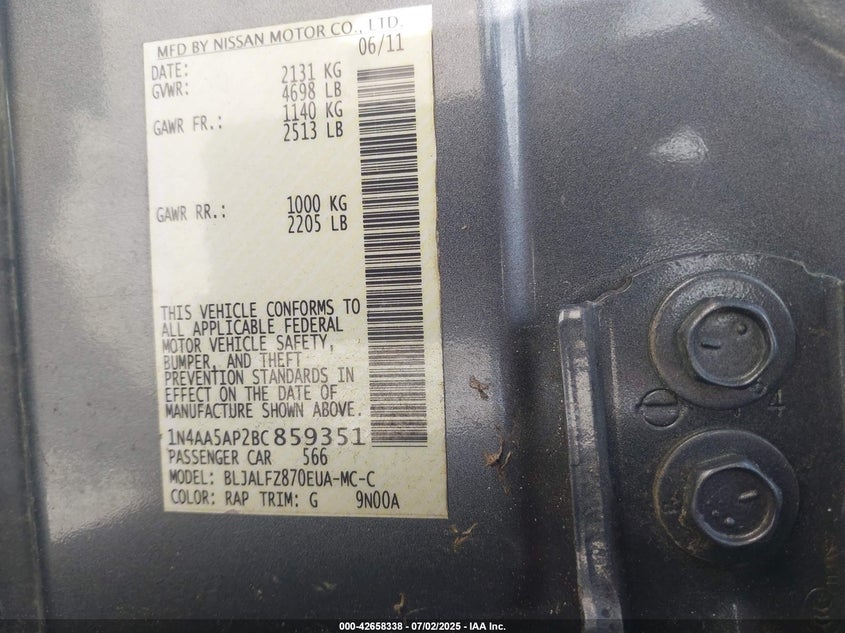 MFD BY NISSAN MOTOR CO., LTD.
DATE: 06/11
GVWR: 2131 KG
4698 LB
GAWR FR.: 1140 KG
2513 LB
GAWR RR.: 1000 KG
2205 LB
THIS VEHICLE CONFORMS TO
ALL APPLICABLE FEDERAL
MOTOR VEHICLE SAFETY,
BUMPER, AND THEFT
PREVENTION STANDARDS IN
EFFECT ON THE DATE OF
MANUFACTURE SHOWN ABOVE.
1N4AA5AP2BC859351
PASSENGER CAR 566
MODEL: BLJALFZ870EUA-MC-C
COLOR: RAP TRIM: G 9N00A
4
000-42658338 - 07/02/2025 - IAA Inc.